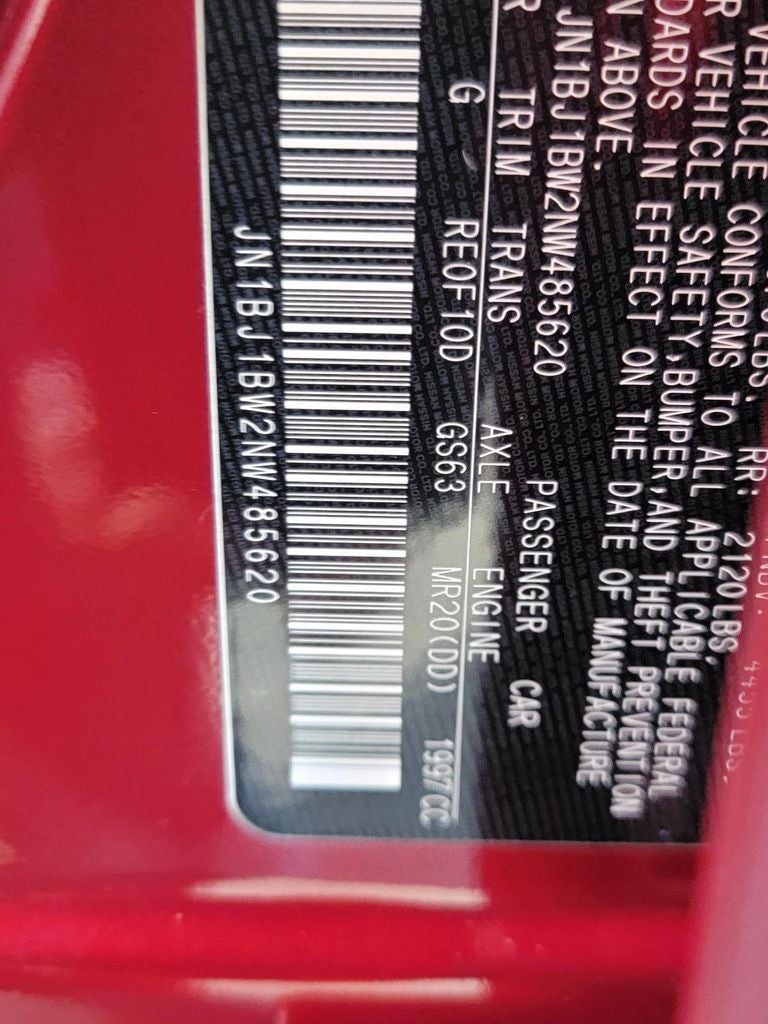 LBS. RR: 2120LBS.
VEHICLE CONFORMS TO ALL APPLICABLE FEDERAL
R VEHICLE SAFETY,BUMPER,AND THEFT PREVENTION
DARDS IN EFFECT ON THE DATE OF MANUFACTURE
N ABOVE.
JN1BJ1BW2NW485620 PASSENGER CAR
R TRIM TRANS AXLE ENGINE
G RE0F10D GS63 MR20(DD) 1997CC
JN1BJ1BW2NW485620